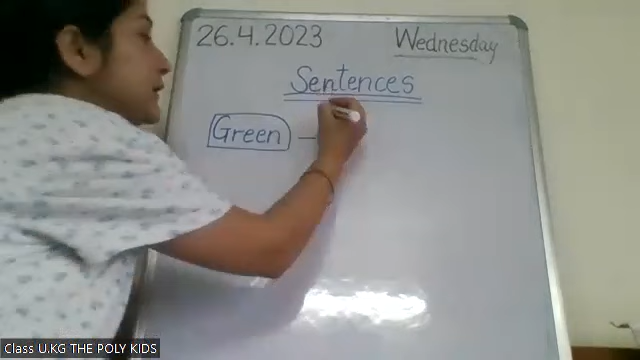 26.4.2023 Wednesday
Sentences
Green –
Class U.KG THE POLY KIDS